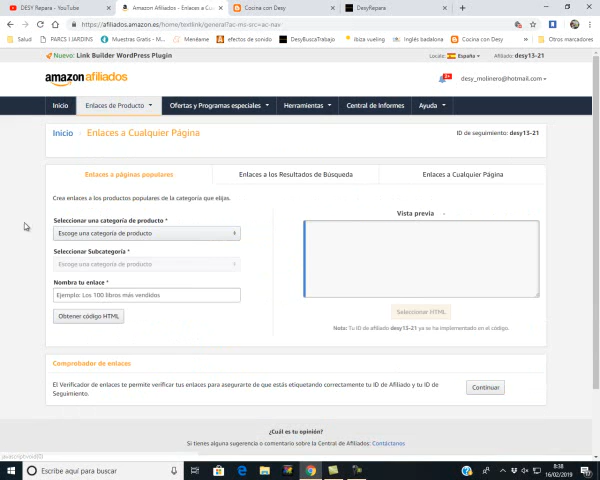 DESY Repara - YouTube
Amazon Afiliados - Enlaces a Cu
Cocina con Desy
DesyRepara
https://afiliados.amazon.es/home/textlink/general?ac-ms-src=ac-nav
Salud
PARCS I JARDINS
Muestras Gratis - M...
Menéame
efectos de sonido
DesyBuscaTrabajo
ibiza vueling
Inglés badalona
Cocina con Desy
Otros marcadores
Nuevo: Link Builder WordPress Plugin
Locale: España
Afiliado: desy13-21
amazon afiliados
desy_molinero@hotmail.com
Inicio
Enlaces de Producto
Ofertas y Programas especiales
Herramientas
Central de Informes
Ayuda
Inicio
Enlaces a Cualquier Página
ID de seguimiento: desy13-21
Enlaces a páginas populares
Enlaces a los Resultados de Búsqueda
Enlaces a Cualquier Página
Crea enlaces a los productos populares de la categoría que elijas.
Seleccionar una categoría de producto *
Escoge una categoría de producto
Seleccionar Subcategoría *
Escoge una categoría de producto
Nombra tu enlace *
Ejemplo: Los 100 libros más vendidos
Obtener código HTML
Vista previa -
Seleccionar HTML
Nota: Tu ID de afiliado desy13-21 ya se ha implementado en el código.
Comprobador de enlaces
El Verificador de enlaces te permite verificar tus enlaces para asegurarte de que estás etiquetando correctamente tu ID de Afiliado y tu ID de
Seguimiento.
Continuar
¿Cuál es tu opinión?
Si tienes alguna sugerencia o comentario sobre la Central de Afiliados: Contáctanos
javascript:void(0)
Escribe aquí para buscar
8:38
16/02/2019